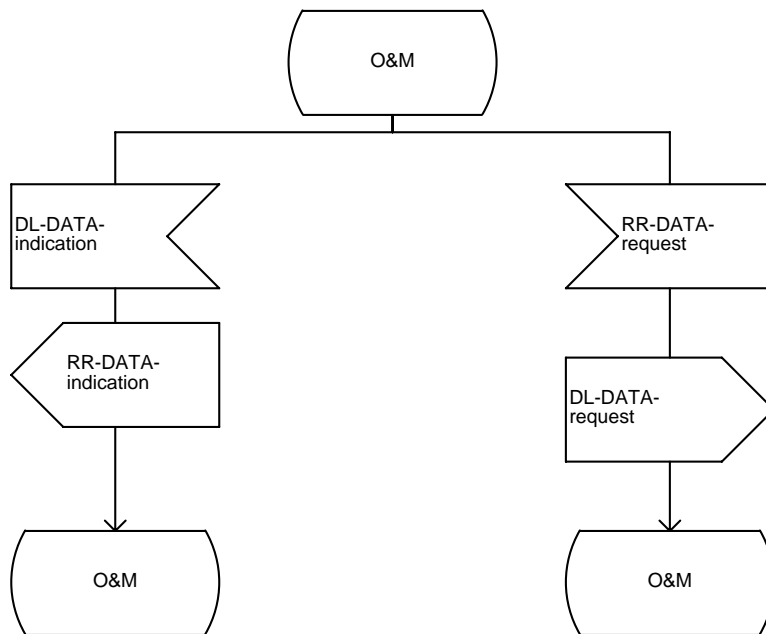 O&M
DL-DATA-
indication
RR-DATA-
request
RR-DATA-
indication
DL-DATA-
request
O&M
O&M